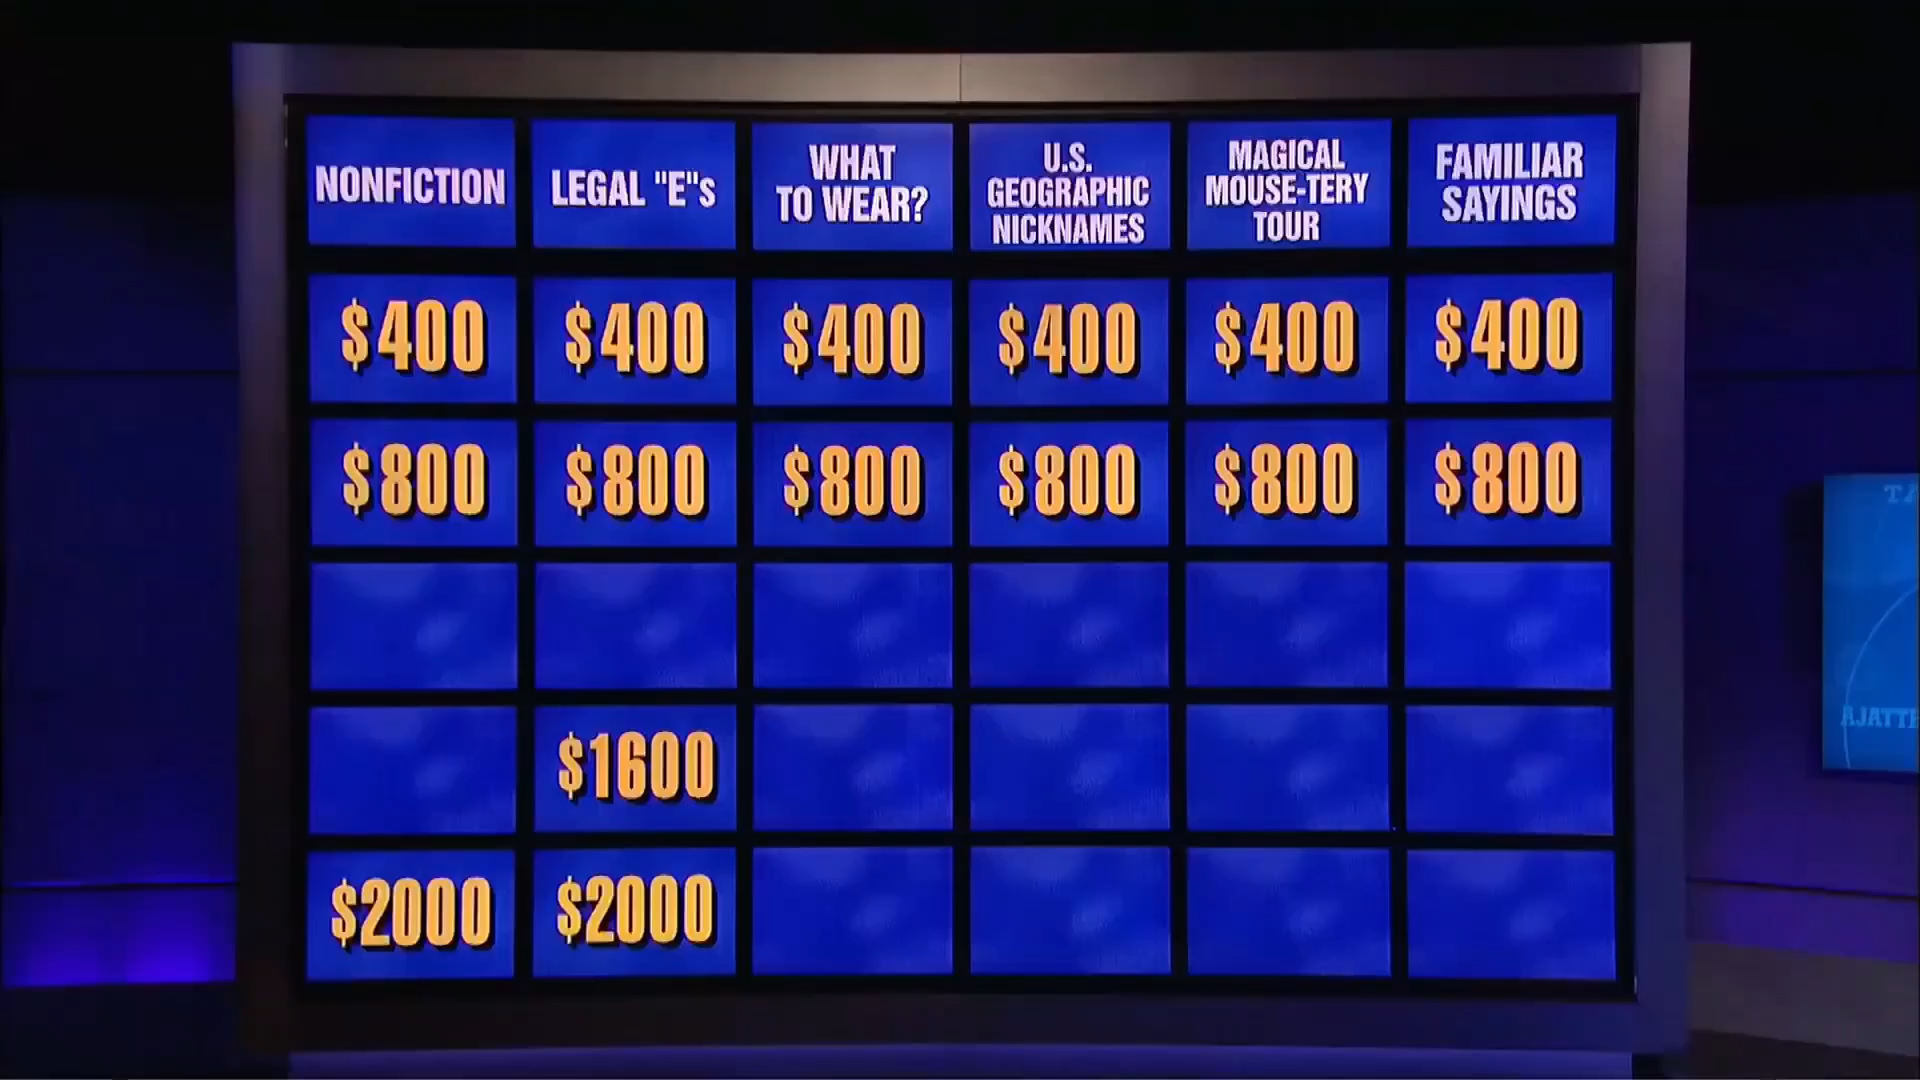 NONFICTION
LEGAL "E"s
WHAT
TO WEAR?
U.S.
GEOGRAPHIC
NICKNAMES
MAGICAL
MOUSE-TERY
TOUR
FAMILIAR
SAYINGS
$400
$400
$400
$400
$400
$400
$800
$800
$800
$800
$800
$800
$1600
$2000
$2000